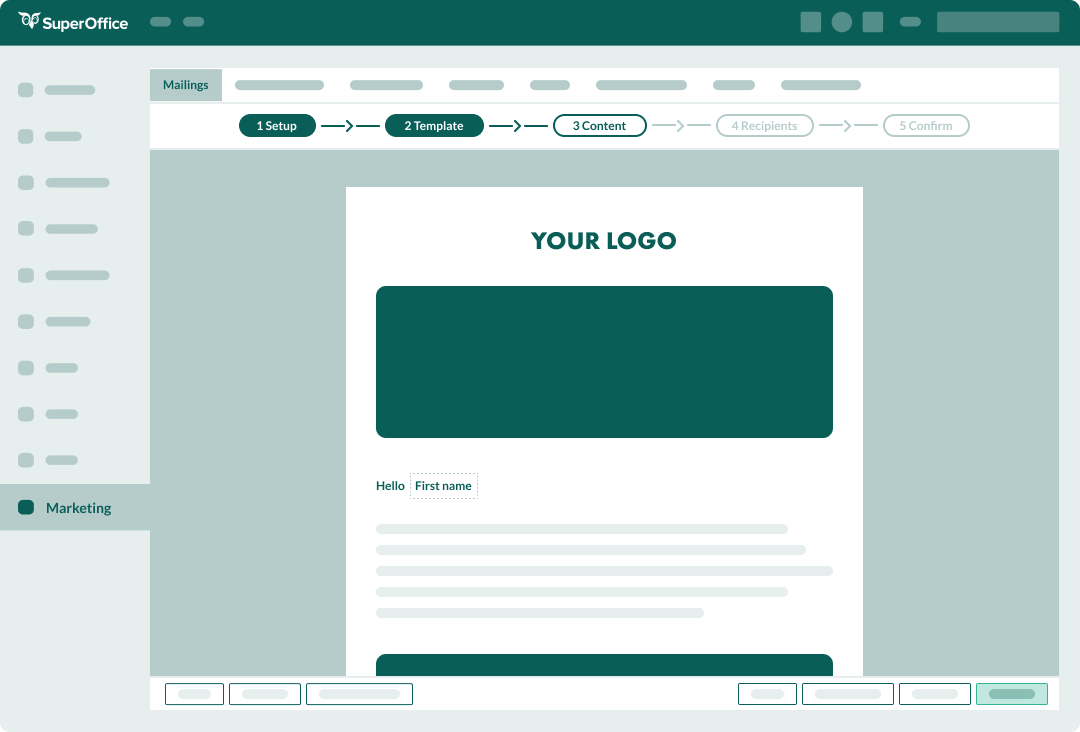 SuperOffice
Mailings
1 Setup
2 Template
3 Content
4 Recipients
5 Confirm
YOUR LOGO
Hello First name
Marketing